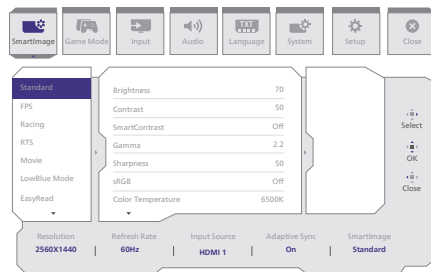 SmartImage
Game Mode
Input
Audio
TXT
Language
System
Setup
Close
Standard
FPS
Racing
RTS
Movie
LowBlue Mode
EasyRead
Brightness 70
Contrast 50
SmartContrast Off
Gamma 2.2
Sharpness 50
sRGB Off
Color Temperature 6500K
Select
OK
Close
Resolution Refresh Rate Input Source Adaptive Sync SmartImage
2560X1440 | 60Hz | HDMI 1 | On | Standard